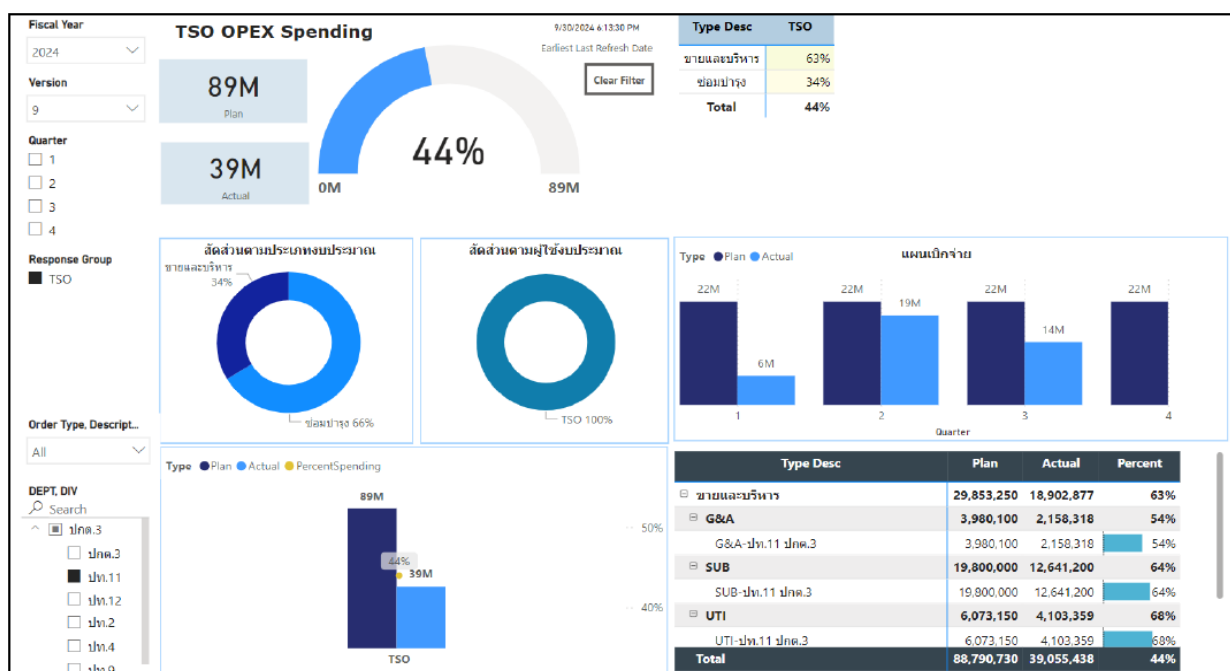 Fiscal Year
2024
Version
9
Quarter
1
2
3
4
Response Group
TSO
Order Type, Descript...
All
DEPT, DIV
Search
ปกต.3
ปกต.3
ปท.11
ปท.12
ปท.2
ปท.4
ปท.9
TSO OPEX Spending
89M
Plan
39M
Actual
44%
0M
89M
9/30/2024 6:13:30 PM
Earliest Last Refresh Date
Clear Filter
Type Desc TSO
ขายและบริหาร 63%
ซ่อมบำรุง 34%
Total 44%
สัดส่วนตามประเภทงบประมาณ
ขายและบริหาร
34%
ซ่อมบำรุง 66%
สัดส่วนตามผู้ใช้งบประมาณ
TSO 100%
แผนเบิกจ่าย
Type Plan Actual
22M 22M 22M 22M
19M
14M
6M
1 2 3 4
Quarter
Type Plan Actual PercentSpending
89M
50%
44%
39M
40%
TSO
Type Desc Plan Actual Percent
ขายและบริหาร 29,853,250 18,902,877 63%
G&A 3,980,100 2,158,318 54%
G&A-ปท.11 ปกต.3 3,980,100 2,158,318 54%
SUB 19,800,000 12,641,200 64%
SUB-ปท.11 ปกต.3 19,800,000 12,641,200 64%
UTI 6,073,150 4,103,359 68%
UTI-ปท.11 ปกต.3 6,073,150 4,103,359 68%
Total 88,790,730 39,055,438 44%